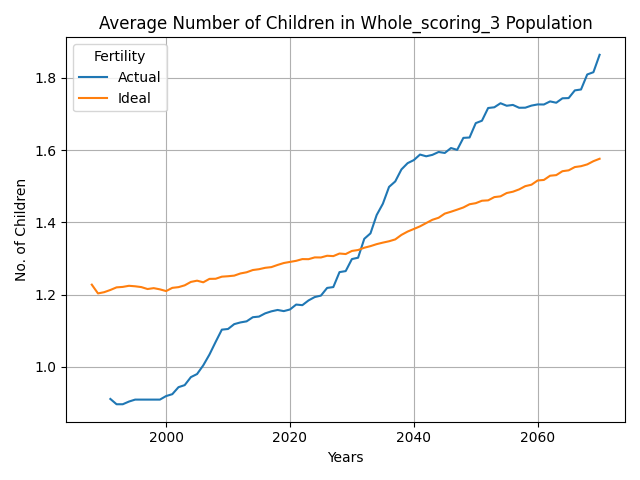 Average Number of Children in Whole_scoring_3 Population
Fertility
Actual
Ideal
No. of Children
1.8
1.6
1.4
1.2
1.0
2000 2020 2040 2060
Years